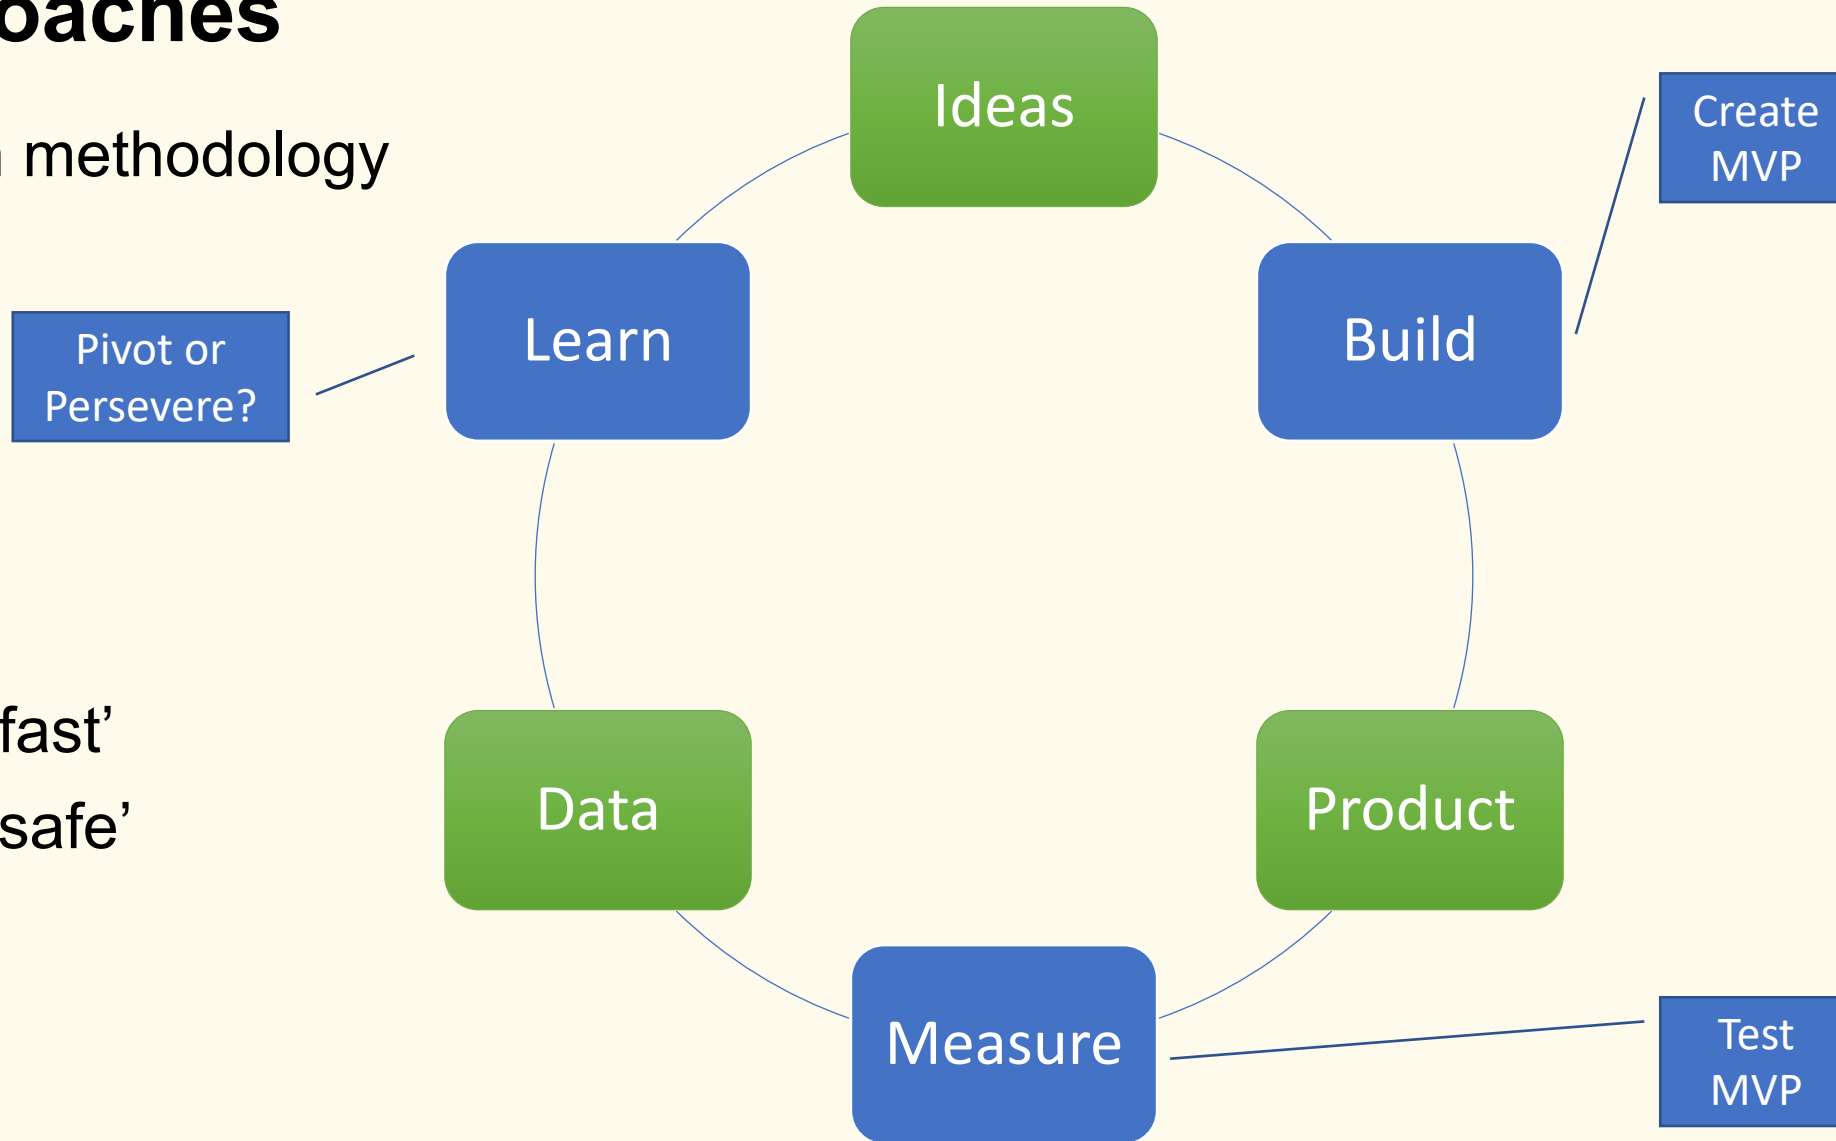 oaches
methodology
fast’
safe’
Ideas
Create
MVP
Build
Learn
Pivot or
Persevere?
Data
Product
Measure
Test
MVP